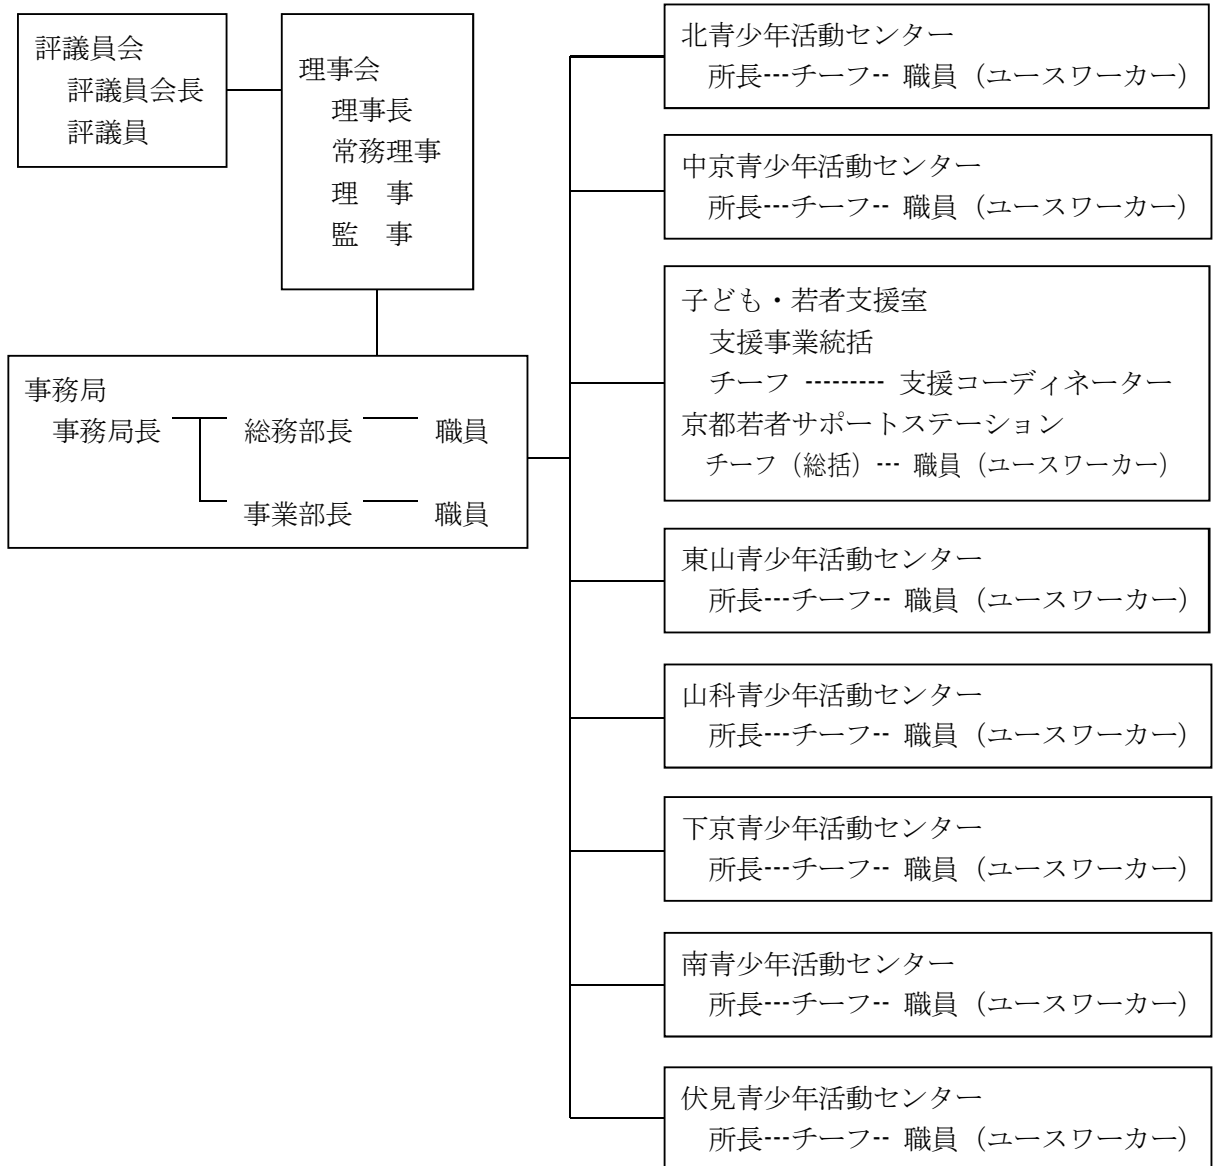 評議員会
評議員会長
評議員
理事会
理事長
常務理事
理　事
監　事
事務局
事務局長 総務部長 職員
事業部長 職員
北青少年活動センター
所長---チーフ-- 職員（ユースワーカー）
中京青少年活動センター
所長---チーフ-- 職員（ユースワーカー）
子ども・若者支援室
支援事業統括
チーフ --------- 支援コーディネーター
京都若者サポートステーション
チーフ（総括）--- 職員（ユースワーカー）
東山青少年活動センター
所長---チーフ-- 職員（ユースワーカー）
山科青少年活動センター
所長---チーフ-- 職員（ユースワーカー）
下京青少年活動センター
所長---チーフ-- 職員（ユースワーカー）
南青少年活動センター
所長---チーフ-- 職員（ユースワーカー）
伏見青少年活動センター
所長---チーフ-- 職員（ユースワーカー）